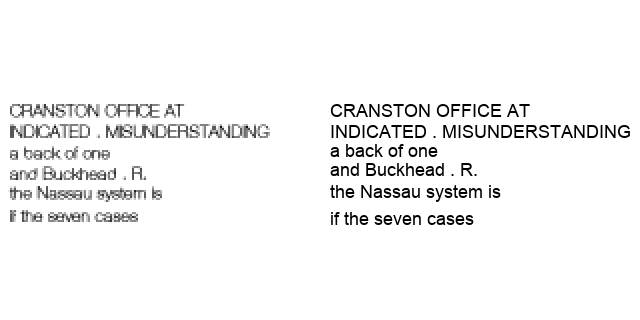 CRANSTON OFFICE AT
INDICATED . MISUNDERSTANDING
a back of one
and Buckhead . R.
the Nassau system is
if the seven cases
CRANSTON OFFICE AT
INDICATED . MISUNDERSTANDING
a back of one
and Buckhead . R.
the Nassau system is
if the seven cases